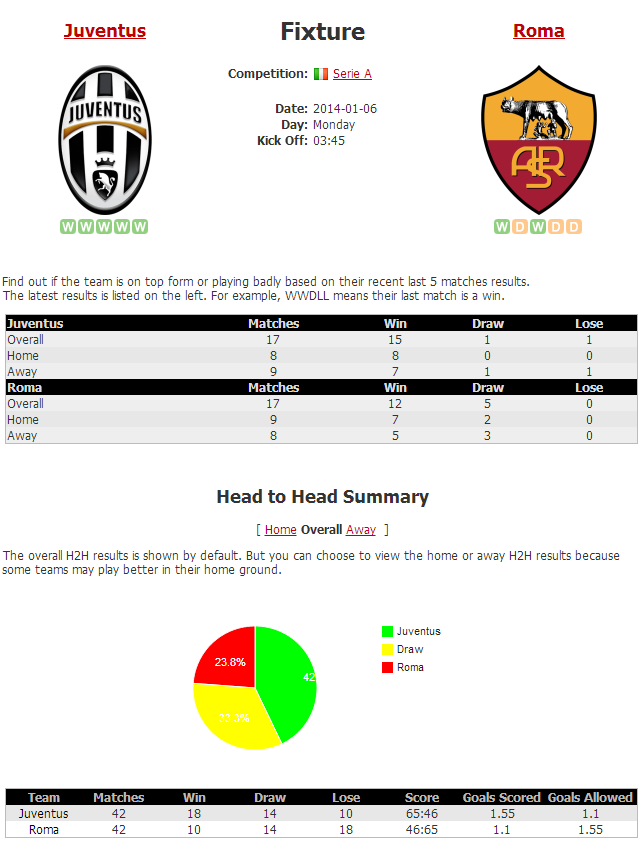 Juventus
Fixture
Roma
Competition: Serie A
JUVENTUS
ASR
Date: 2014-01-06
Day: Monday
Kick Off: 03:45
W W W W W
W D W D D
Find out if the team is on top form or playing badly based on their recent last 5 matches results.
The latest results is listed on the left. For example, WWDLL means their last match is a win.
Juventus Matches Win Draw Lose
Overall 17 15 1 1
Home 8 8 0 0
Away 9 7 1 1
Roma Matches Win Draw Lose
Overall 17 12 5 0
Home 9 7 2 0
Away 8 5 3 0
Head to Head Summary
[ Home Overall Away ]
The overall H2H results is shown by default. But you can choose to view the home or away H2H results because
some teams may play better in their home ground.
Juventus
Draw
Roma
23.8%
42
33.3%
Team Matches Win Draw Lose Score Goals Scored Goals Allowed
Juventus 42 18 14 10 65:46 1.55 1.1
Roma 42 10 14 18 46:65 1.1 1.55